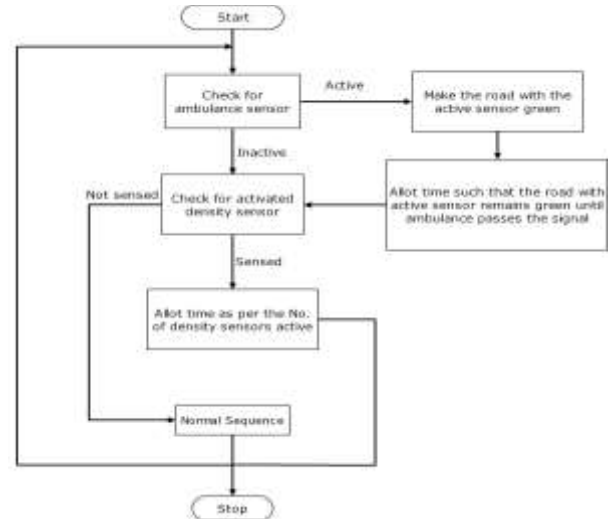 Start
Check for
ambulance sensor
Active
Make the road with the
active sensor green
Inactive
Allot time such that the road with
active sensor remains green until
ambulance passes the signal
Not sensed
Check for activated
density sensor
Sensed
Allot time as per the No.
of density sensors active
Normal Sequence
Stop